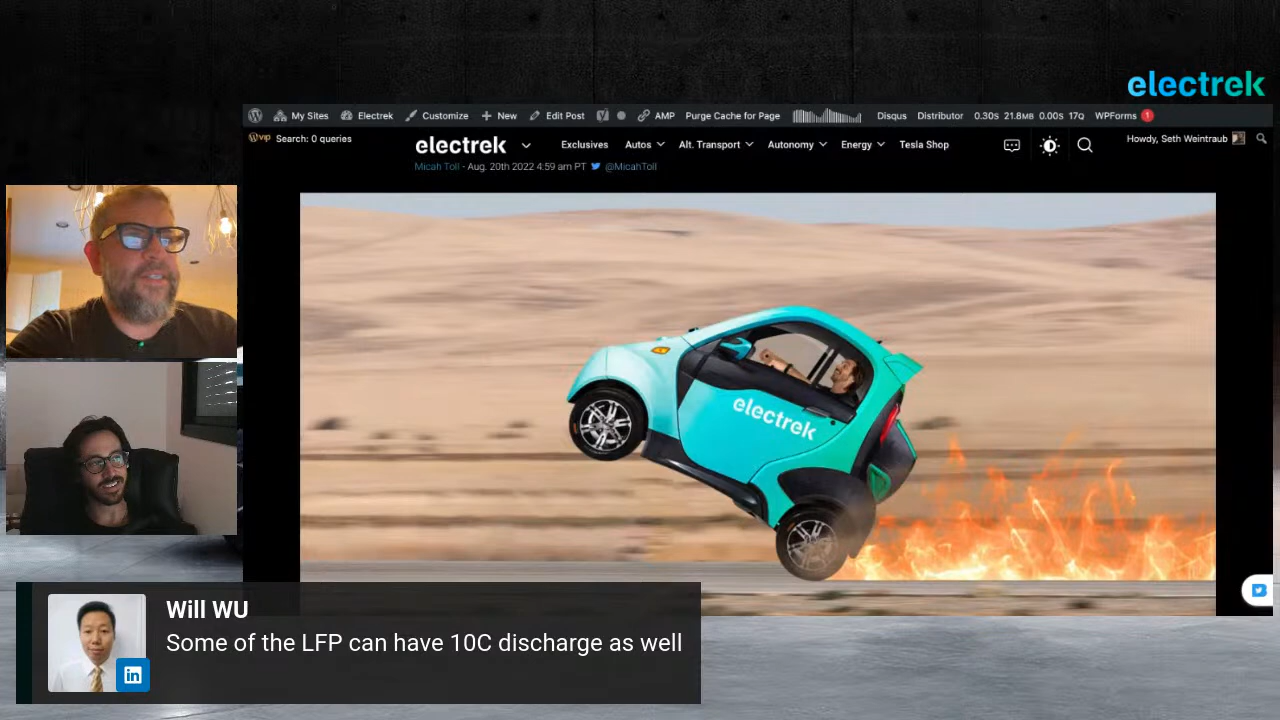 electrek
My Sites Electrek Customize New Edit Post AMP Purge Cache for Page Disqus Distributor 0.30s 21.8MB 0.00s 17Q WPForms 1
vip Search: 0 queries
electrek Exclusives Autos Alt. Transport Autonomy Energy Tesla Shop Howdy, Seth Weintraub
Micah Toll - Aug. 20th 2022 4:59 am PT @MicahToll
electrek
Will WU
Some of the LFP can have 10C discharge as well
in